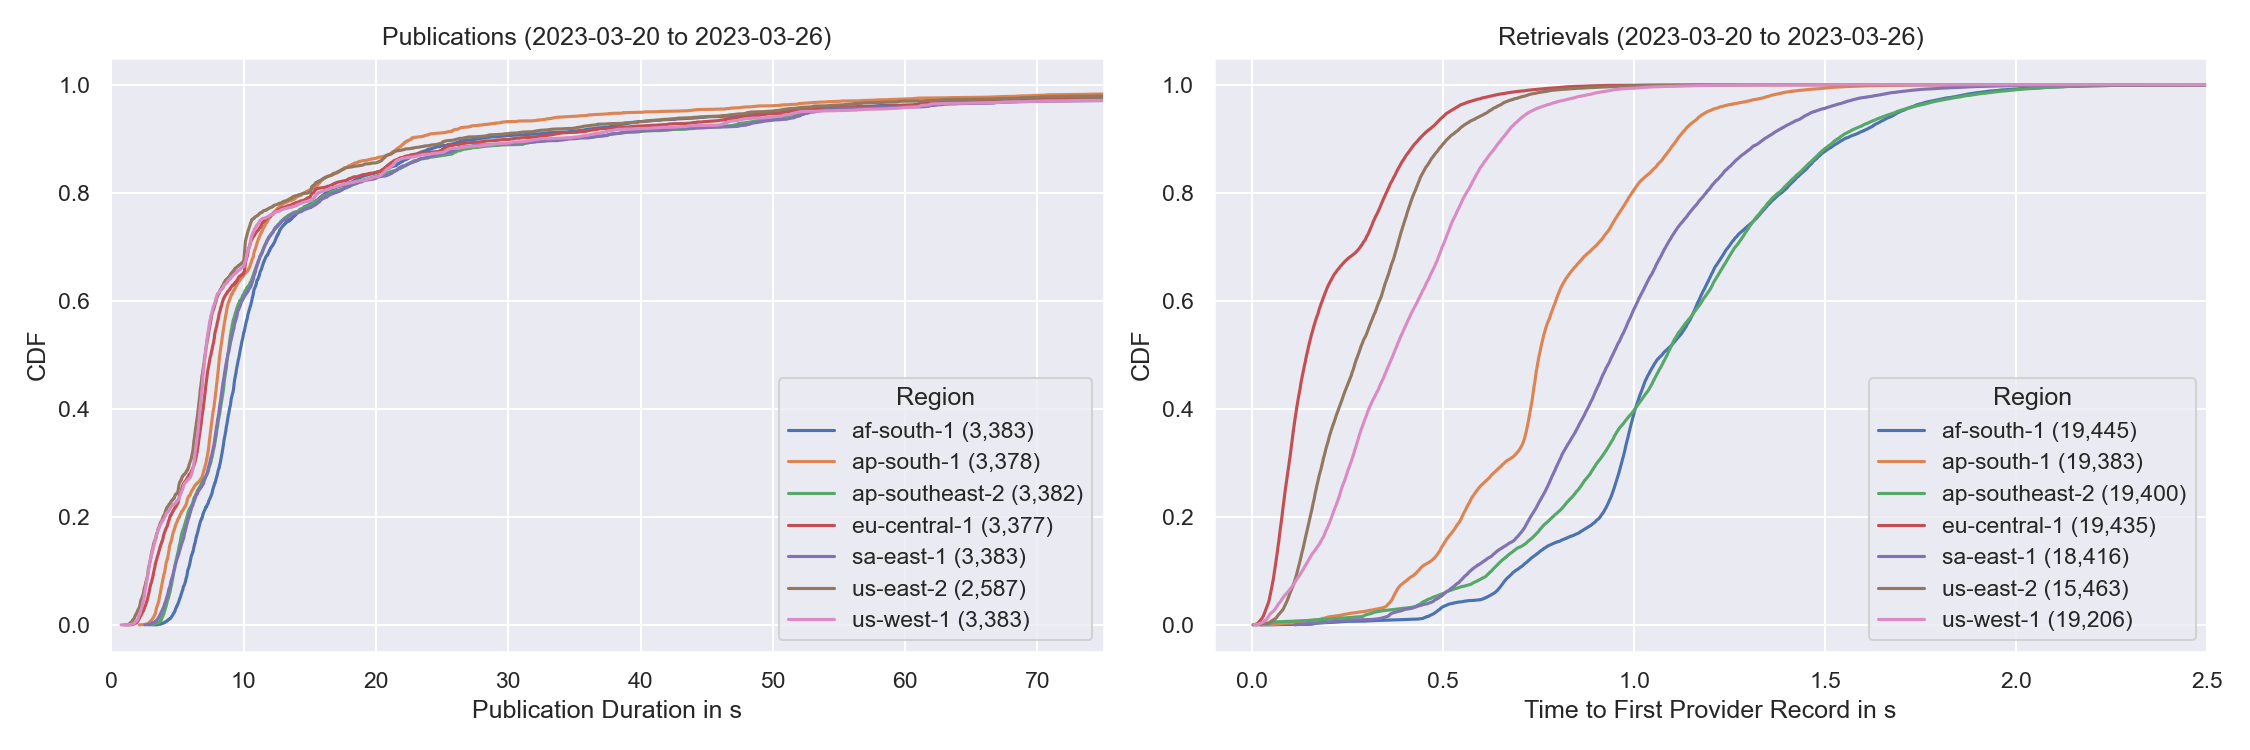 Publications (2023-03-20 to 2023-03-26)
1.0
0.8
0.6
0.4
0.2
0.0
CDF
0
10
20
30
40
50
60
70
Publication Duration in s
Region
af-south-1 (3,383)
ap-south-1 (3,378)
ap-southeast-2 (3,382)
eu-central-1 (3,377)
sa-east-1 (3,383)
us-east-2 (2,587)
us-west-1 (3,383)
Retrievals (2023-03-20 to 2023-03-26)
1.0
0.8
0.6
0.4
0.2
0.0
CDF
0.0
0.5
1.0
1.5
2.0
2.5
Time to First Provider Record in s
Region
af-south-1 (19,445)
ap-south-1 (19,383)
ap-southeast-2 (19,400)
eu-central-1 (19,435)
sa-east-1 (18,416)
us-east-2 (15,463)
us-west-1 (19,206)